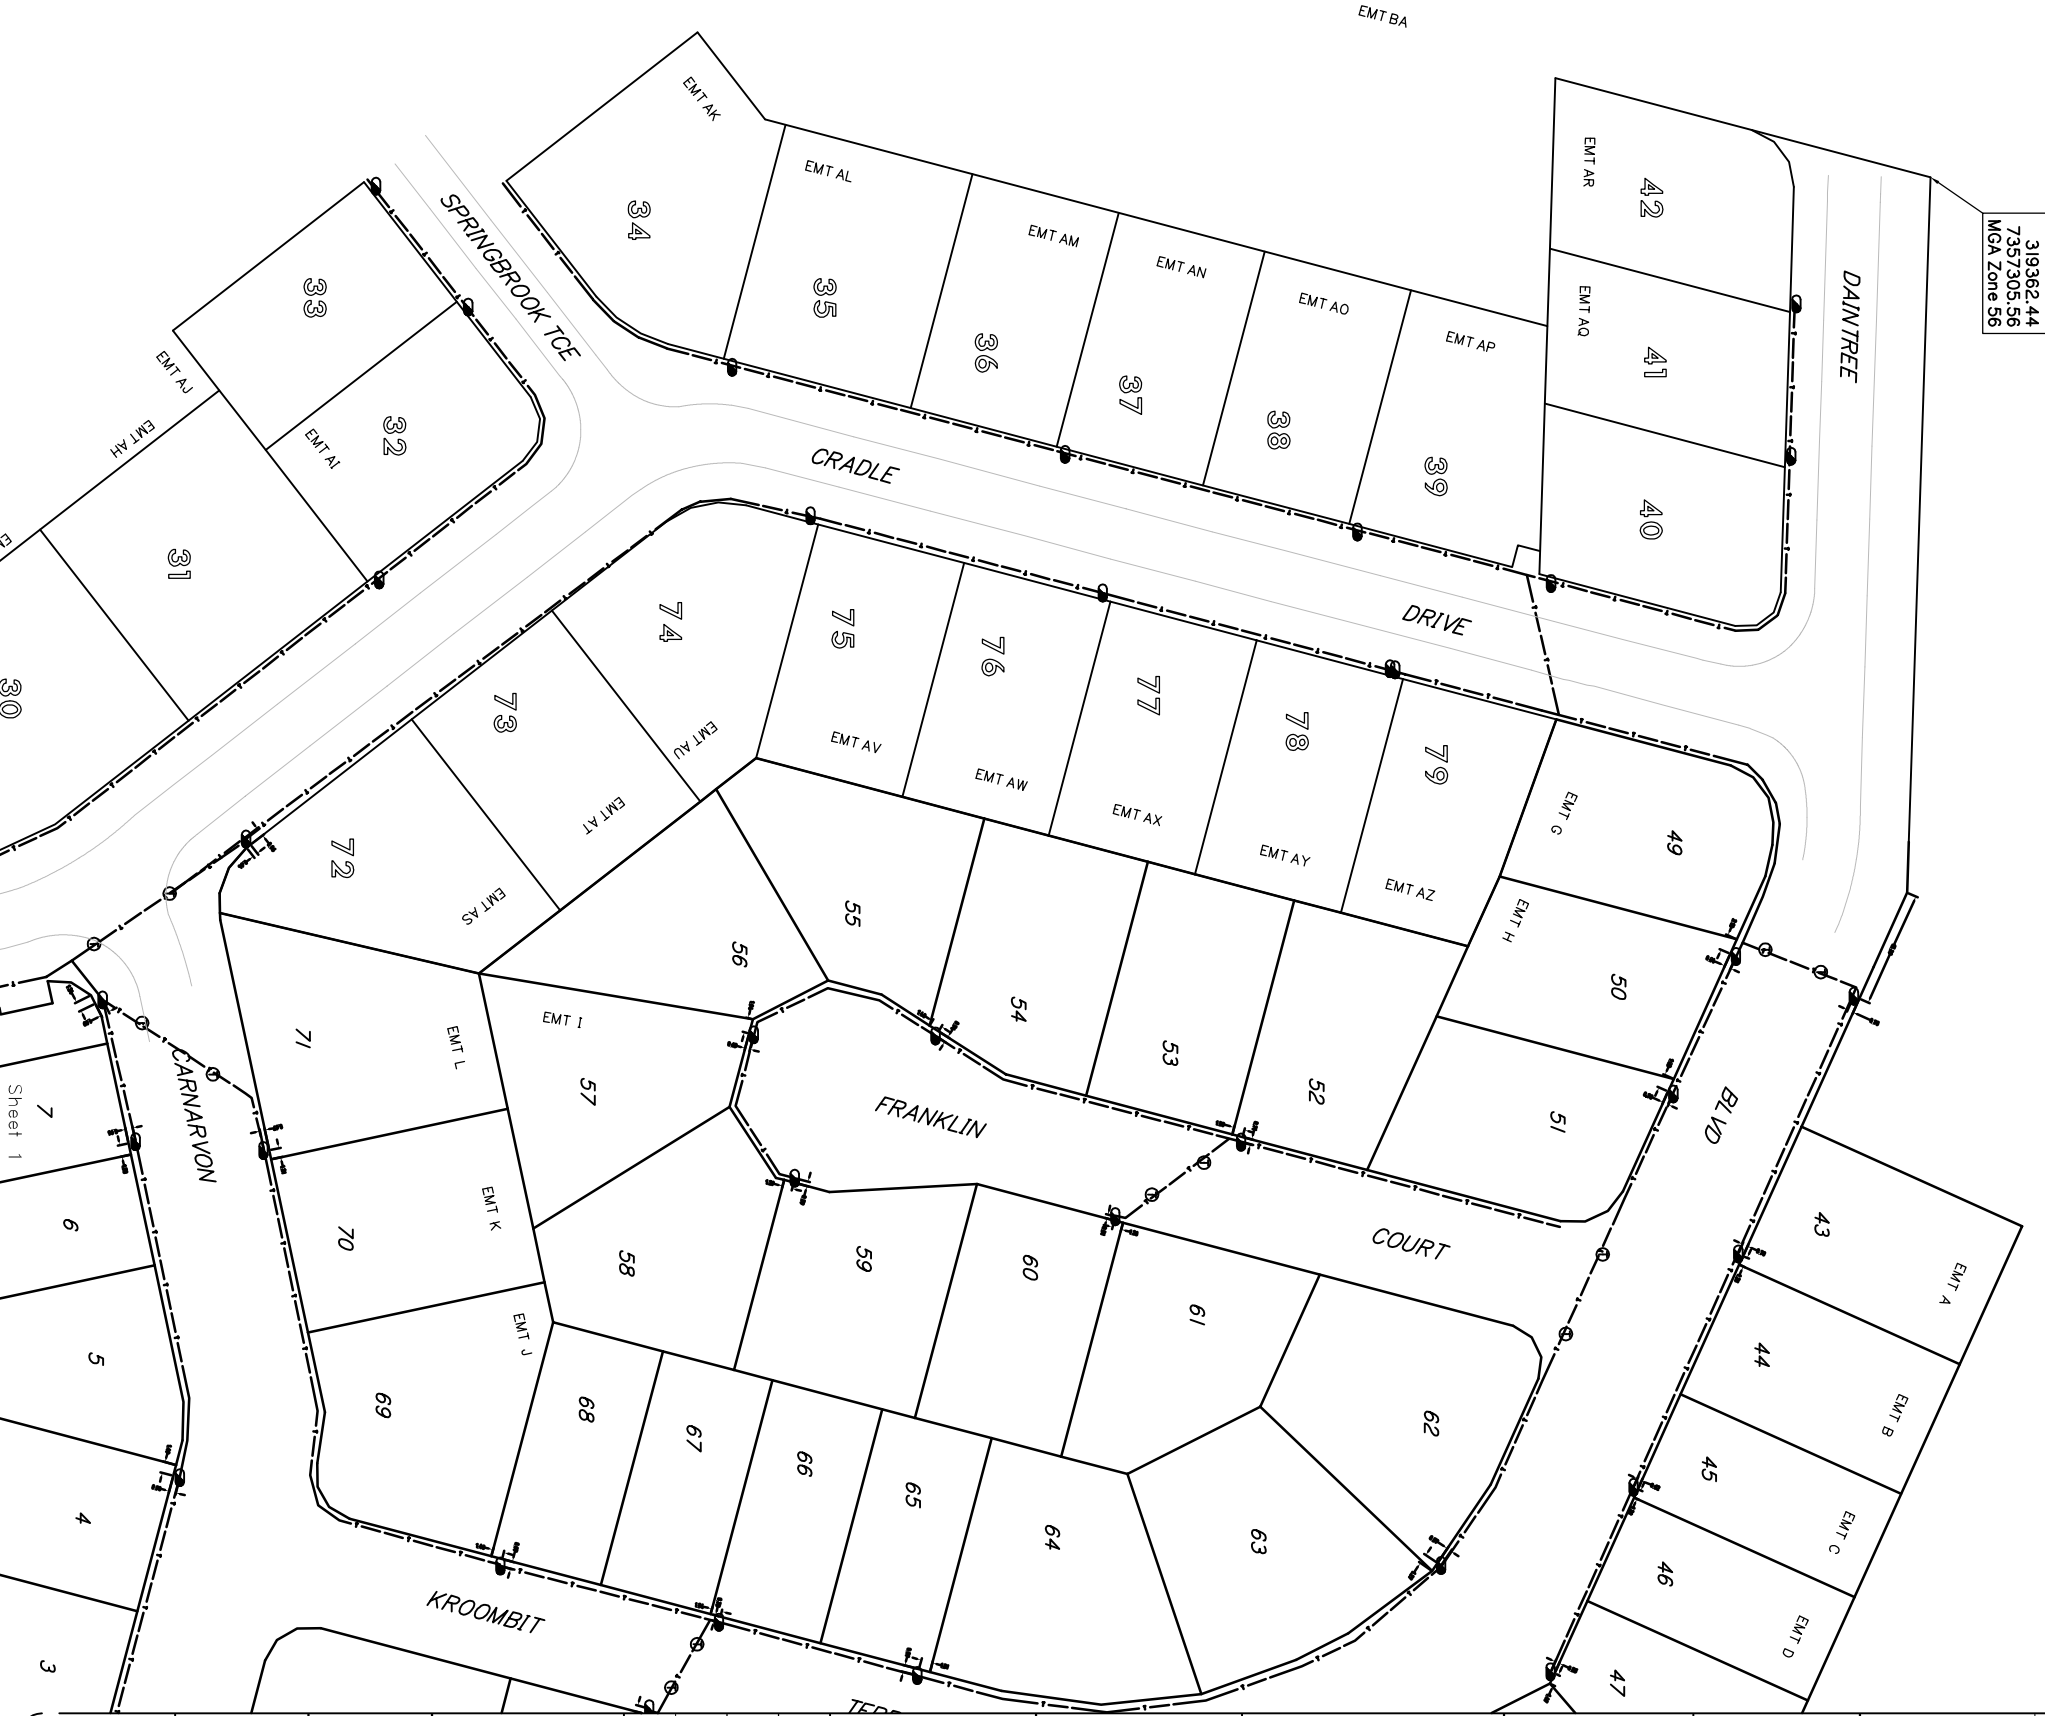 EMT BA
319362.44
7357305.56
MGA Zone 56
EMT AK
EMT AL
EMT AM
EMT AN
EMT AO
EMT AP
EMT AR
EMT AQ
42
41
40
DAINTREE
34
35
36
37
38
39
SPRINGBROOK TCE
33
32
31
30
EMT AJ
EMT AH
EMT AI
CRADLE
DRIVE
74
75
76
77
78
79
73
72
EMT AU
EMT AV
EMT AW
EMT AX
EMT AY
EMT AZ
EMT AT
EMT AS
EMT G
EMT H
49
50
51
52
53
54
55
56
57
EMT I
EMT L
EMT K
EMT J
71
70
69
58
59
60
61
62
63
64
65
66
67
68
FRANKLIN
COURT
BLVD
CARNARVON
KROOMBIT
43
44
45
46
47
EMT A
EMT B
EMT C
EMT D
7
Sheet 1
6
5
4
3